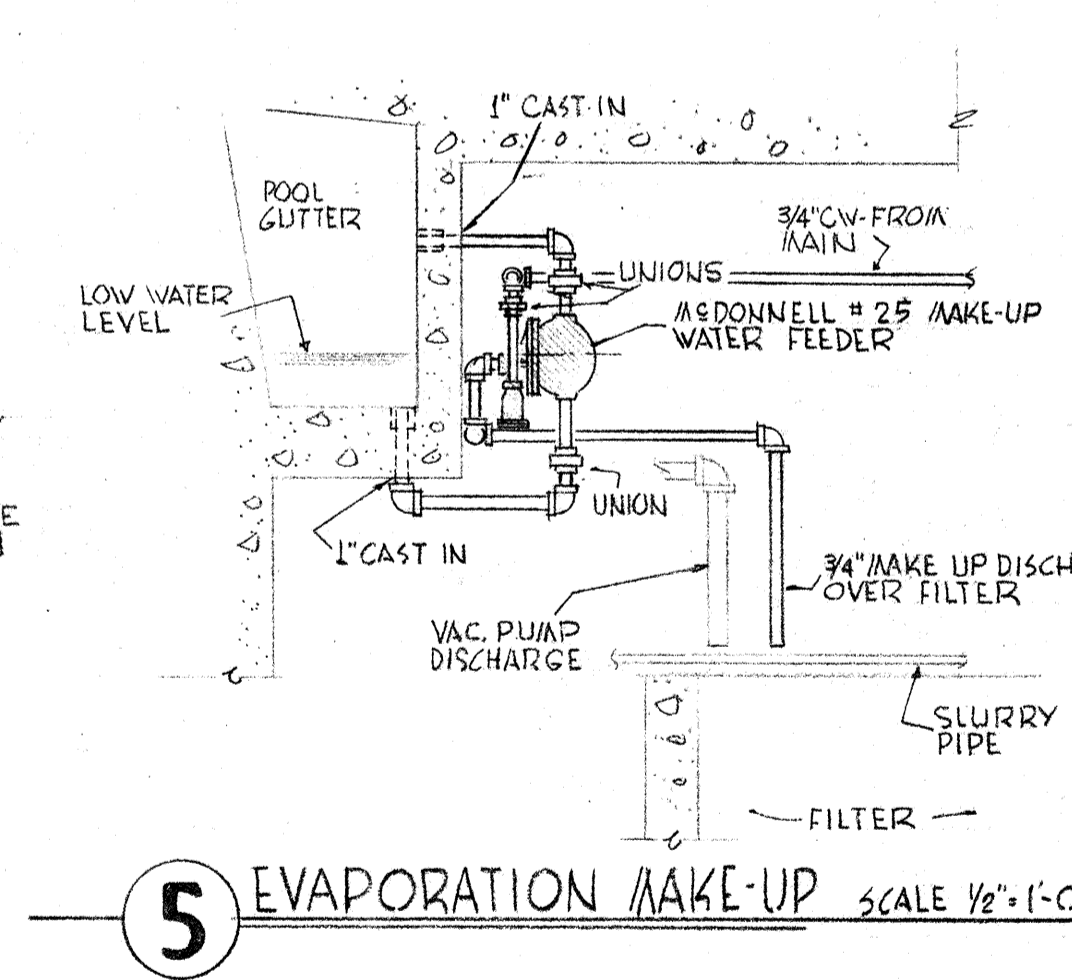 1" CAST-IN
POOL
GUTTER
3/4" CW-FROM
MAIN
LOW WATER
LEVEL
UNIONS
McDONNELL # 25 MAKE-UP
WATER FEEDER
E
UNION
1" CAST IN
3/4" MAKE UP DISCH
OVER FILTER
VAC. PUMP
DISCHARGE
SLURRY
PIPE
FILTER
5 EVAPORATION MAKE-UP SCALE 1/2" = 1'-0